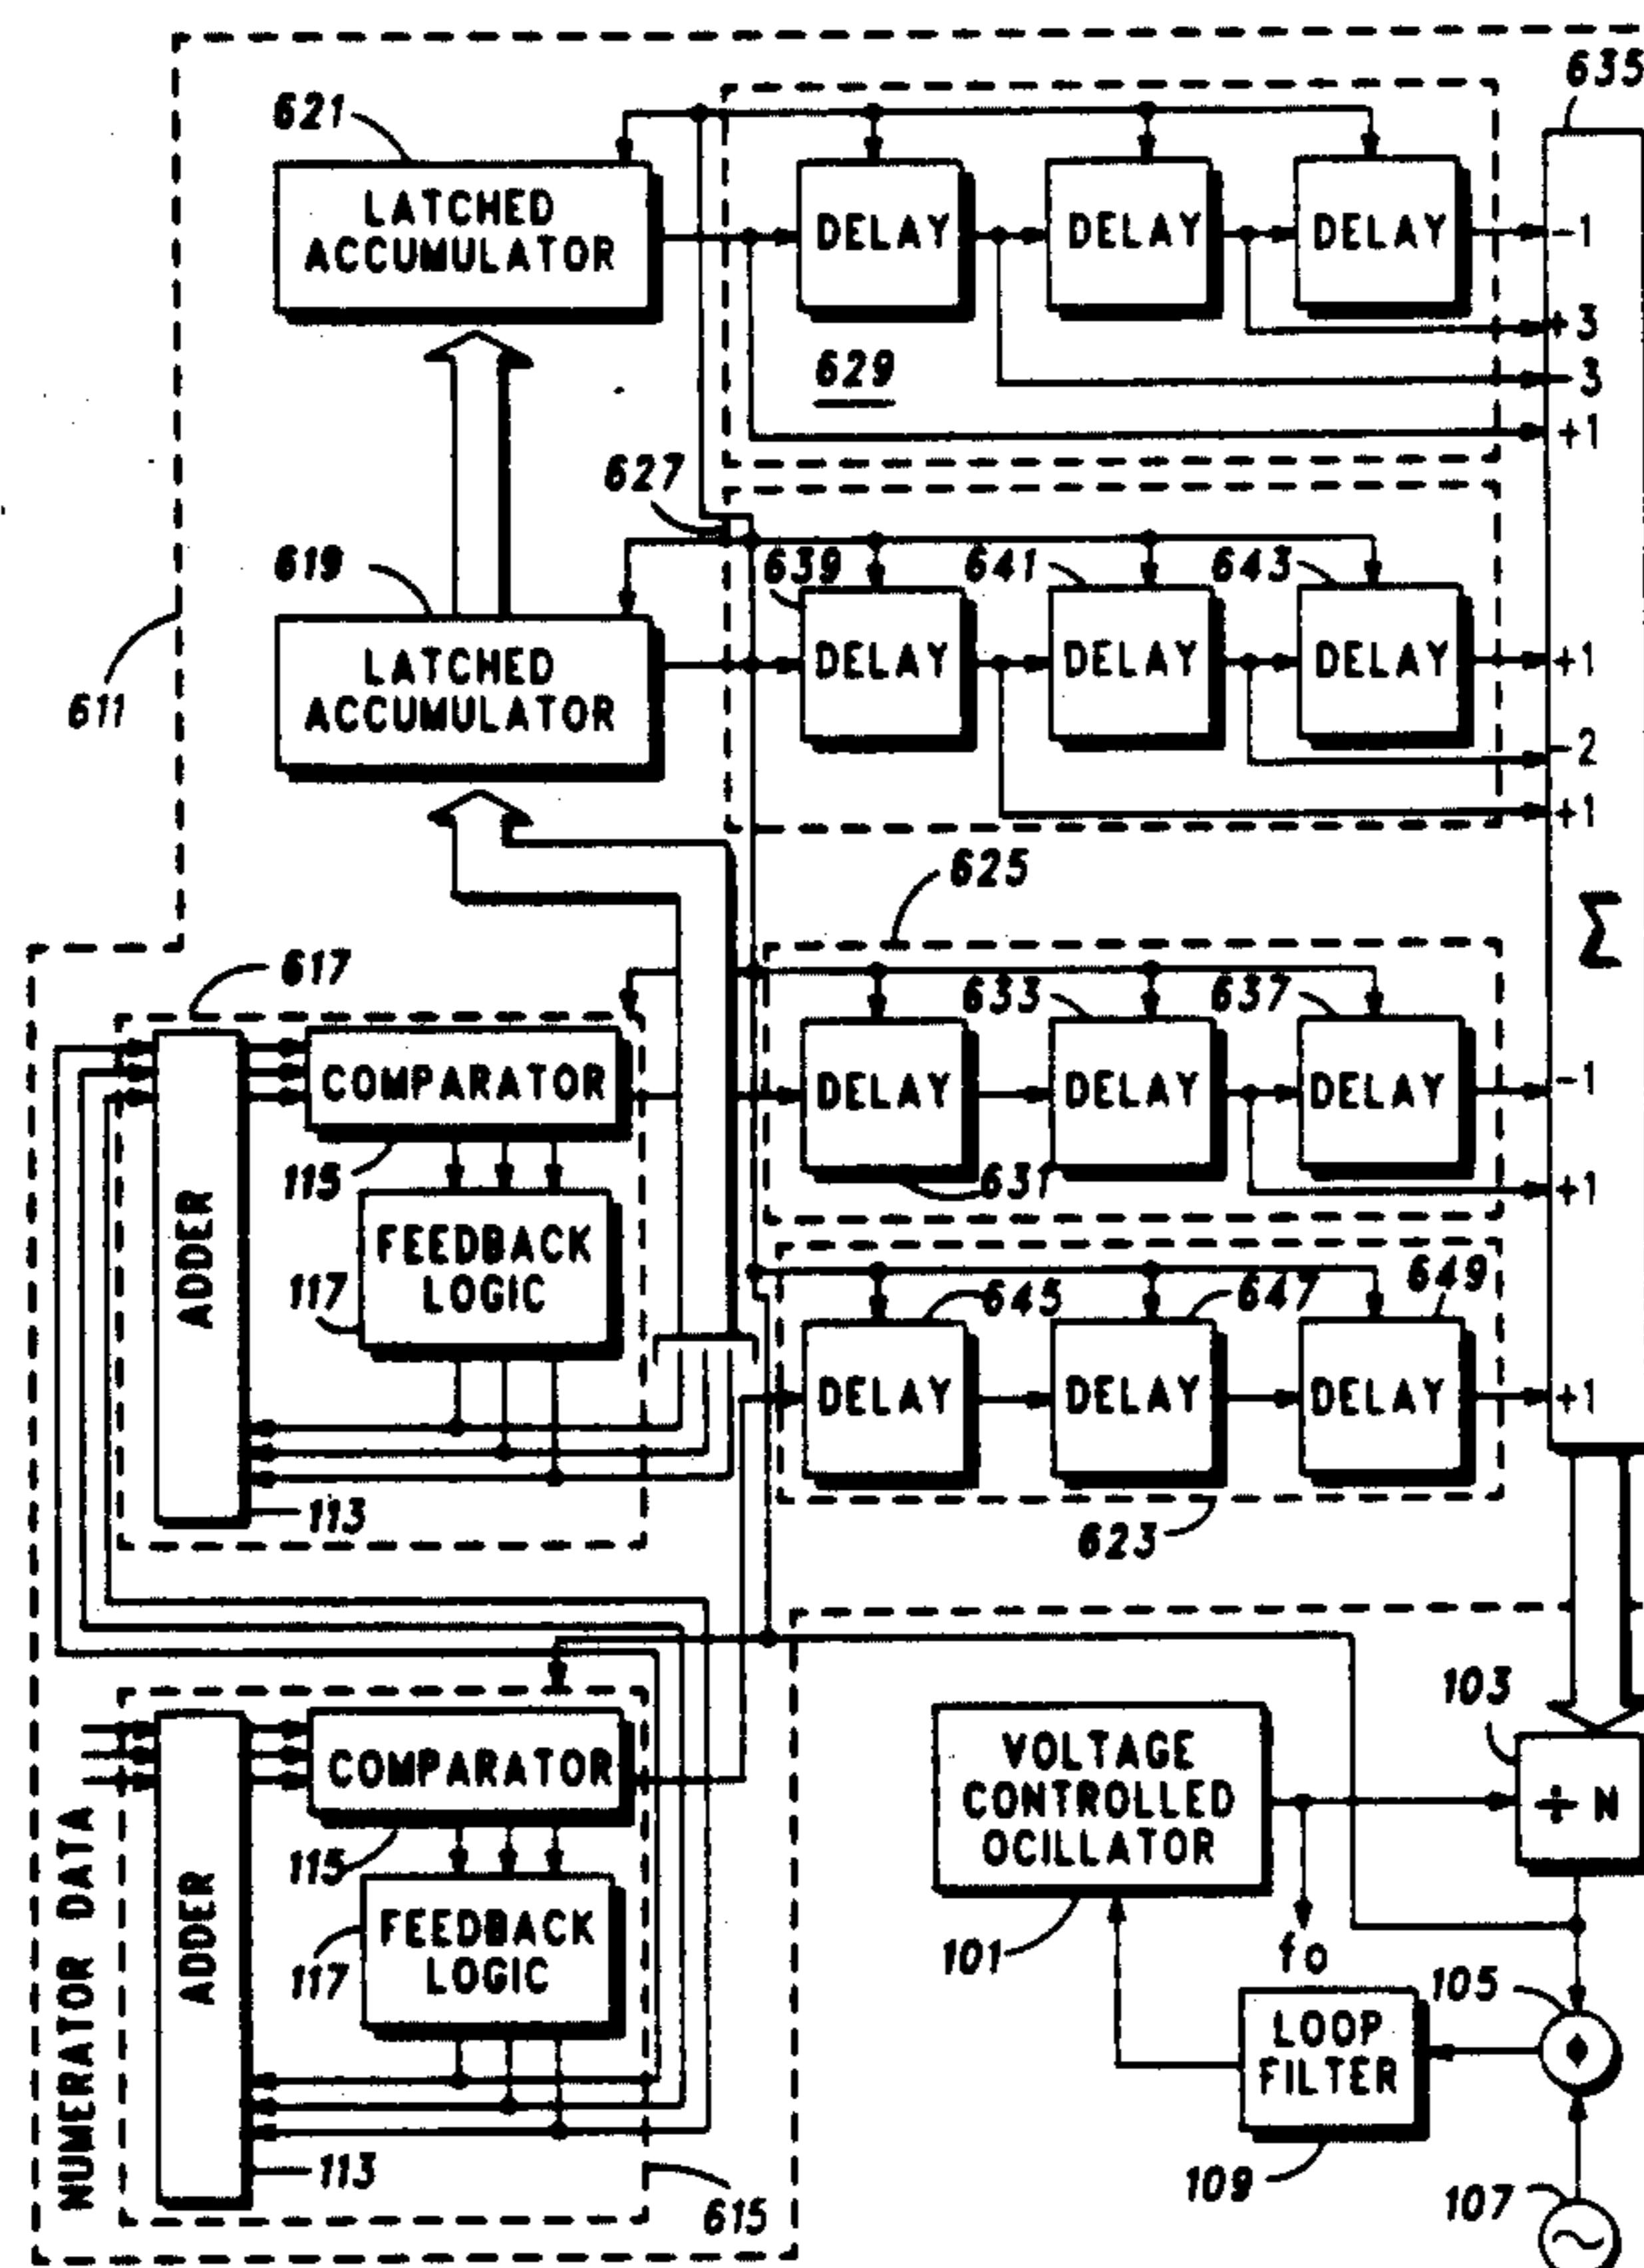 635
621
LATCHED
ACCUMULATOR
DELAY
DELAY
DELAY
-1
+3
-3
+1
629
627
619
639
641
643
LATCHED
ACCUMULATOR
DELAY
DELAY
DELAY
+1
-2
+1
611
625
Σ
617
633
637
COMPARATOR
DELAY
DELAY
DELAY
-1
115
631
+1
ADDER
FEEDBACK
LOGIC
117
645
647
649
DELAY
DELAY
DELAY
+1
113
623
103
COMPARATOR
VOLTAGE
CONTROLLED
OCILLATOR
÷ N
115
NUMERATOR DATA
ADDER
FEEDBACK
LOGIC
117
101
fo
105
LOOP
FILTER
ϕ
113
109
107
615